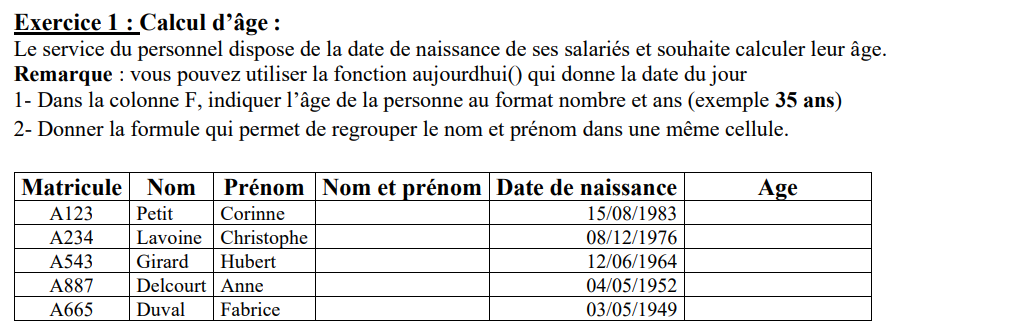 Exercice 1 : Calcul d’âge :
Le service du personnel dispose de la date de naissance de ses salariés et souhaite calculer leur âge.
Remarque : vous pouvez utiliser la fonction aujourdhui() qui donne la date du jour
1- Dans la colonne F, indiquer l’âge de la personne au format nombre et ans (exemple 35 ans)
2- Donner la formule qui permet de regrouper le nom et prénom dans une même cellule.
Matricule Nom Prénom Nom et prénom Date de naissance Age
A123 Petit Corinne 15/08/1983
A234 Lavoine Christophe 08/12/1976
A543 Girard Hubert 12/06/1964
A887 Delcourt Anne 04/05/1952
A665 Duval Fabrice 03/05/1949